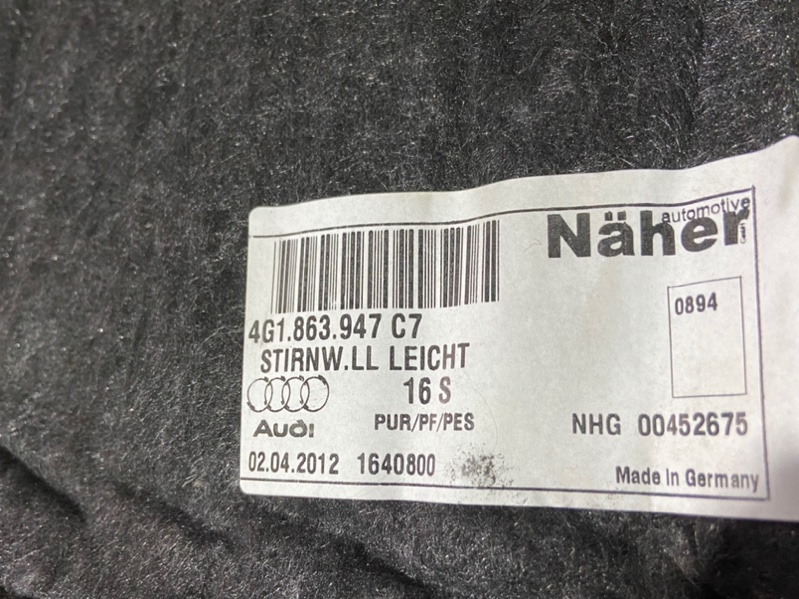 automotive
Näher
0894
4G1.863.947 C7
STIRNW.LL LEICHT
16 S
Audi
PUR/PF/PES
NHG 00452675
02.04.2012 1640800
Made in Germany